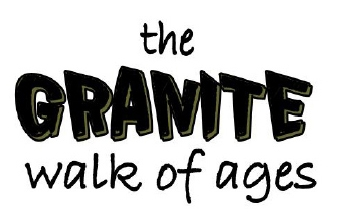 the
GRANITE
walk of ages